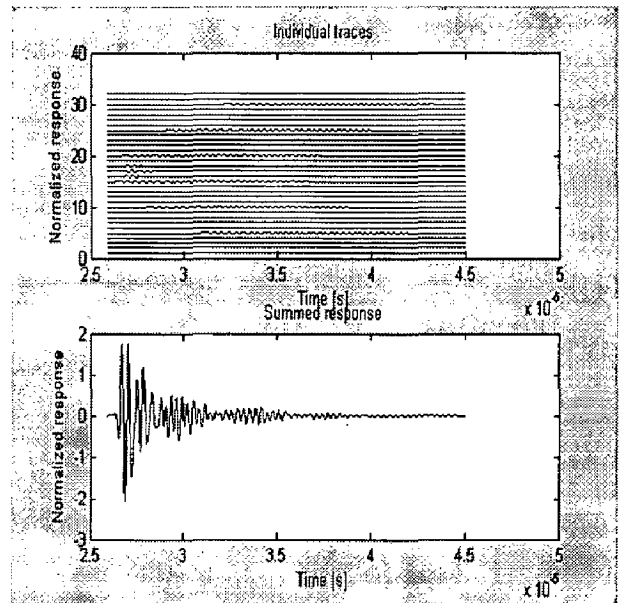 Individual traces
40
30
20
10
0
Normalized response
2.5 3 3.5 4 4.5 5
Time [s]
x 10⁻⁶
Summed response
2
1
0
-1
-2
-3
Normalized response
2.5 3 3.5 4 4.5 5
Time [s]